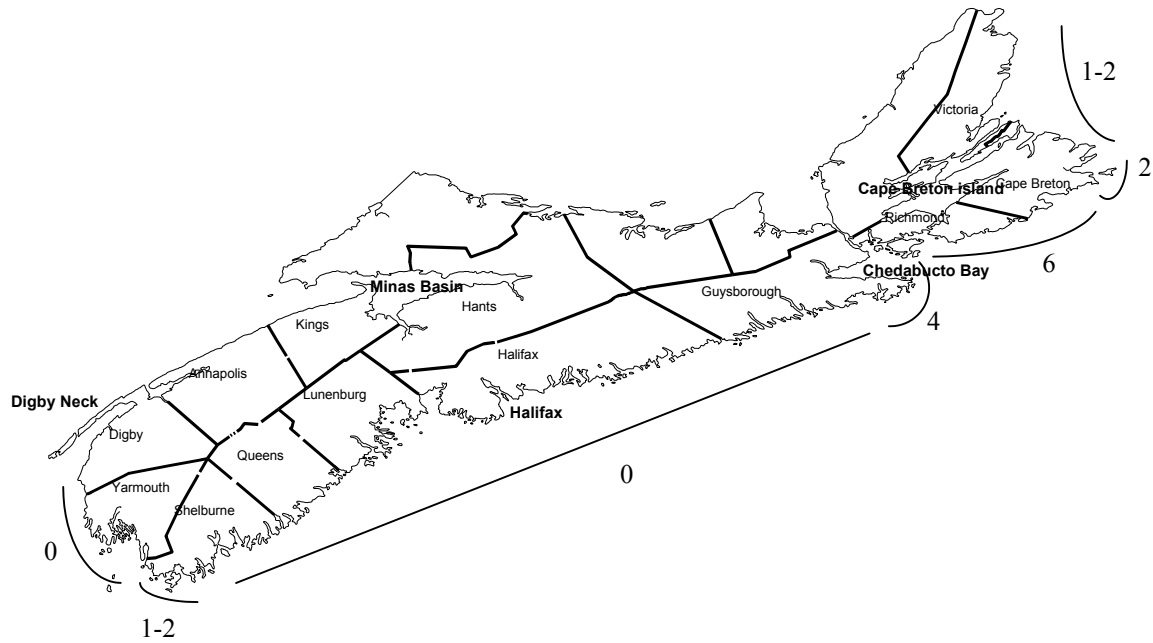 1-2
Victoria
2
Cape Breton
Cape Breton island
Richmond
6
Chedabucto Bay
Minas Basin
Guysborough
Hants
4
Kings
Halifax
Annapolis
Lunenburg
Digby Neck
Halifax
Digby
Queens
0
Yarmouth
Shelburne
0
1-2